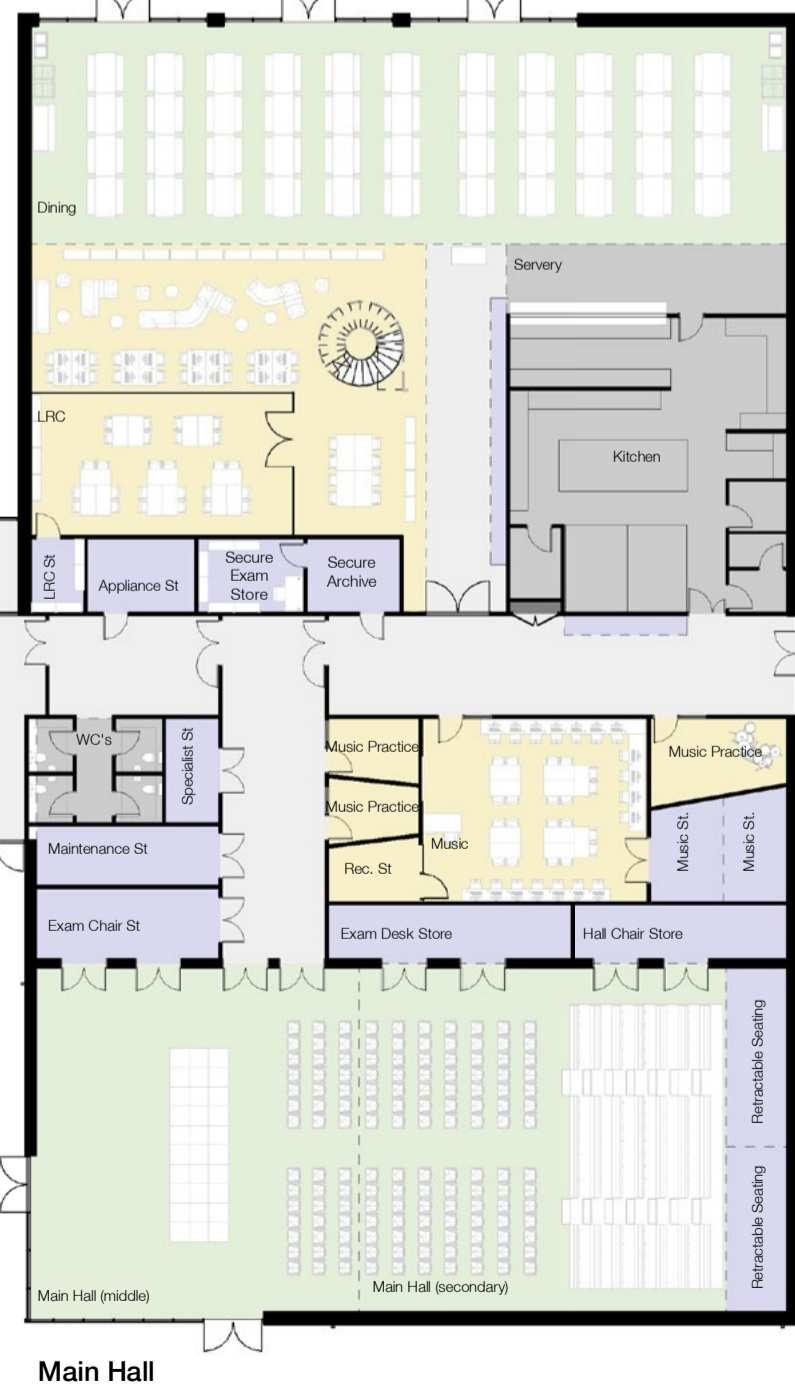 Dining
Servery
LRC
Kitchen
LRC St
Appliance St
Secure
Exam
Store
Secure
Archive
WC's
Specialist St
Music Practice
Music Practice
Music Practice
Maintenance St
Rec. St
Music
Music St.
Music St.
Exam Chair St
Exam Desk Store
Hall Chair Store
Retractable Seating
Retractable Seating
Main Hall (middle)
Main Hall (secondary)
Main Hall